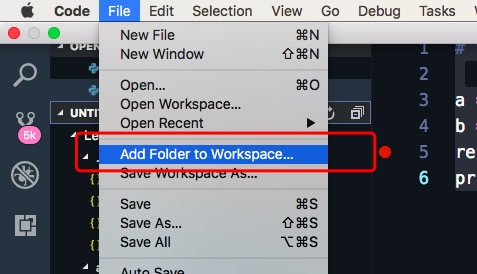 Code File Edit Selection View Go Debug Tasks
OPEN
New File ⌘N
New Window ⇧⌘N
Open... ⌘O
Open Workspace...
Open Recent ▶
Add Folder to Workspace...
Save Workspace As...
Save ⌘S
Save As... ⇧⌘S
Save All ⌥⌘S
Auto Save
UNTI
Le
5k
{}
{}
{}
a
1 #
2
3 a
4 b =
5 re
6 pr